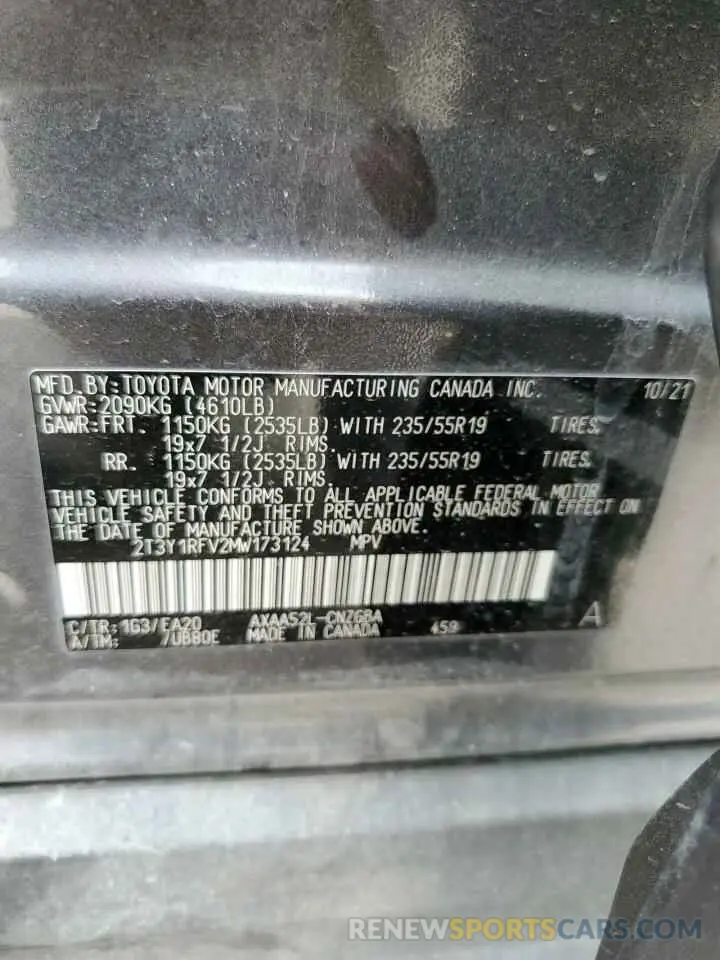 MFD.BY:TOYOTA MOTOR MANUFACTURING CANADA INC. 10/21
GVWR:2090KG (4610LB)
GAWR:FRT. 1150KG (2535LB) WITH 235/55R19 TIRES,
19x7 1/2J RIMS.
RR. 1150KG (2535LB) WITH 235/55R19 TIRES,
19x7 1/2J RIMS.
THIS VEHICLE CONFORMS TO ALL APPLICABLE FEDERAL MOTOR
VEHICLE SAFETY AND THEFT PREVENTION STANDARDS IN EFFECT ON
THE DATE OF MANUFACTURE SHOWN ABOVE.
2T3Y1RFV2MW173124 MPV
C/TR:1G3/EA20 AXAA52L-CNZGBA 459 A
A/TM: /UB80E MADE IN CANADA
RENEWSPORTSCARS.COM